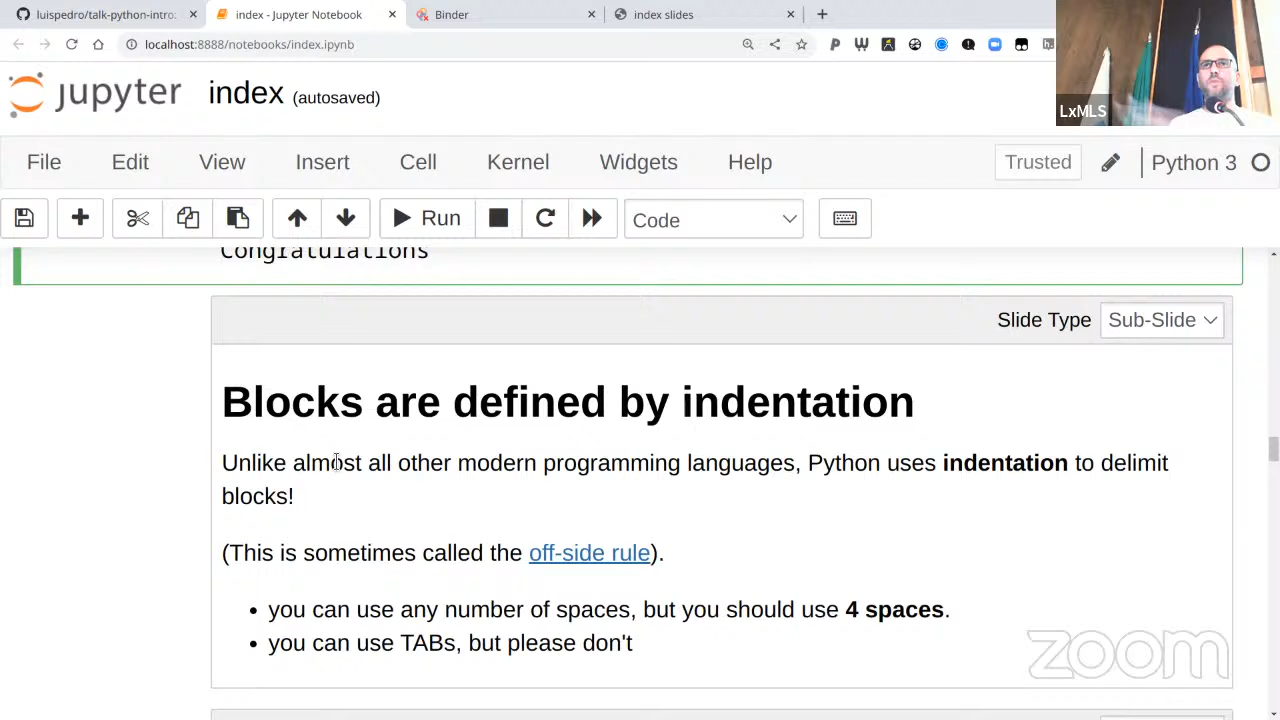 luispedro/talk-python-intro:
index - Jupyter Notebook
Binder
index slides
localhost:8888/notebooks/index.ipynb
LxMLS
jupyter index (autosaved)
File Edit View Insert Cell Kernel Widgets Help Trusted Python 3
Run Code
Congratulations
Slide Type Sub-Slide
Blocks are defined by indentation
Unlike almost all other modern programming languages, Python uses indentation to delimit
blocks!
(This is sometimes called the off-side rule).
• you can use any number of spaces, but you should use 4 spaces.
• you can use TABs, but please don't
zoom